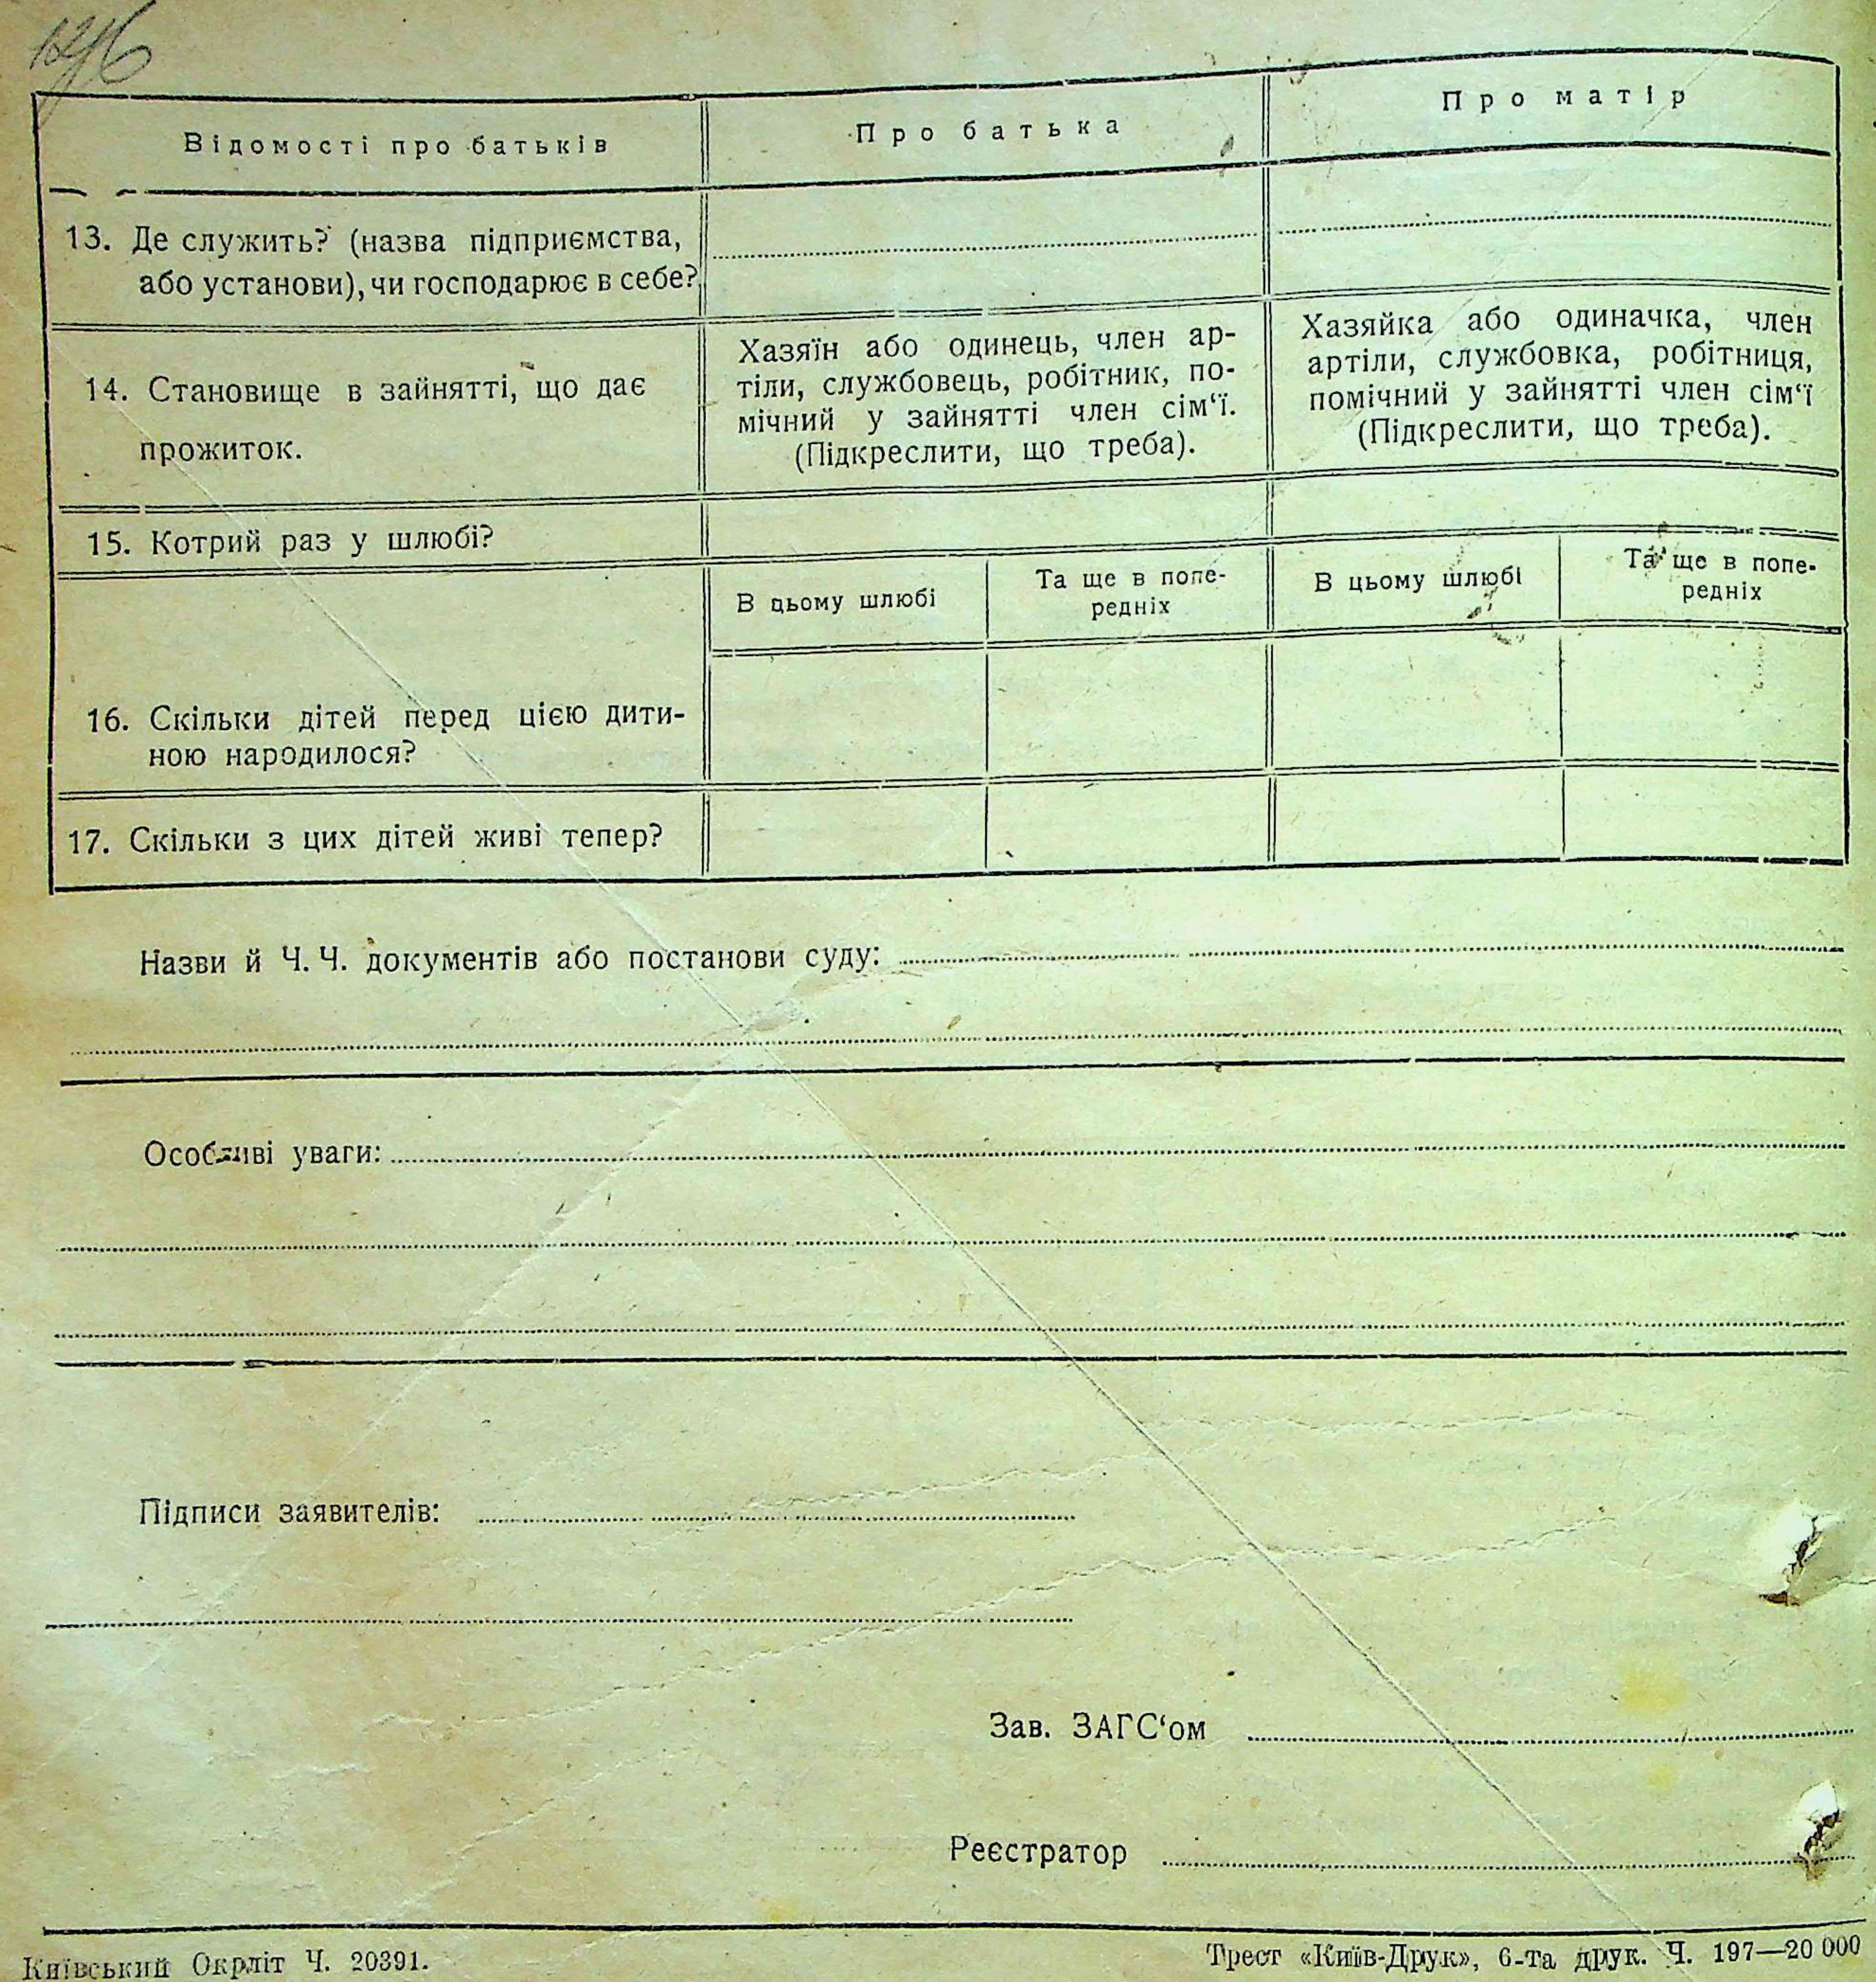 Відомості про батьків
Про батька
Про матір
13. Де служить? (назва підприємства,
або установи), чи господарює в себе?
14. Становище в зайнятті, що дає
прожиток.
Хазяїн або одинець, член ар-
тіли, службовець, робітник, по-
мічний у зайнятті член сім‘ї.
(Підкреслити, що треба).
Хазяйка або одиначка, член
артіли, службовка, робітниця,
помічний у зайнятті член сім‘ї
(Підкреслити, що треба).
15. Котрий раз у шлюбі?
В цьому шлюбі
Та ще в попе-
редніх
В цьому шлюбі
Та ще в попе-
редніх
16. Скільки дітей перед цією дити-
ною народилося?
17. Скільки з цих дітей живі тепер?
Назви й Ч. Ч. документів або постанови суду:
Особливі уваги:
Підписи заявителів:
Зав. ЗАГС‘ом
Реєстратор
Київський Окрліт Ч. 20391.
Трест «Київ-Друк», 6-та друк. Ч. 197—20 000